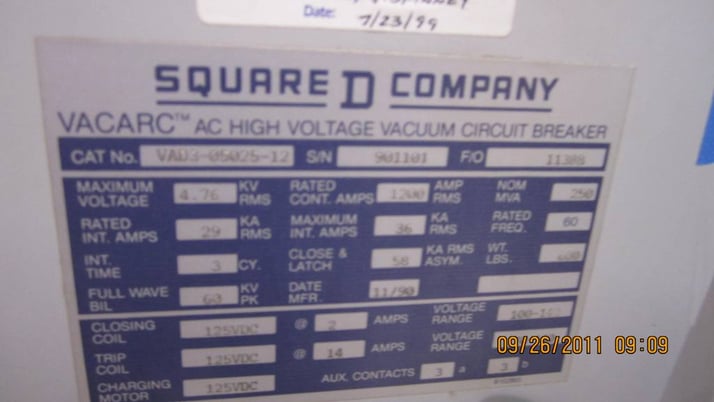 Date: 7/23/99
SQUARE D COMPANY
VACARC™ AC HIGH VOLTAGE VACUUM CIRCUIT BREAKER
CAT No. VAD3-05025-12 S/N 901101 F/O 11388
MAXIMUM VOLTAGE 4.76 KV RMS RATED CONT. AMPS 1200 AMP RMS NOM MVA 250
RATED INT. AMPS 29 KA RMS MAXIMUM INT. AMPS 36 KA RMS RATED FREQ. 60
INT. TIME 3 CY. CLOSE & LATCH 58 KA RMS ASYM. WT. LBS.
FULL WAVE BIL 60 KV PK DATE MFR. 11/90
CLOSING COIL 125VDC @ 2 AMPS VOLTAGE RANGE
TRIP COIL 125VDC @ 14 AMPS VOLTAGE RANGE
CHARGING MOTOR 125VDC AUX. CONTACTS 3 a 3 b
09/26/2011 09:09